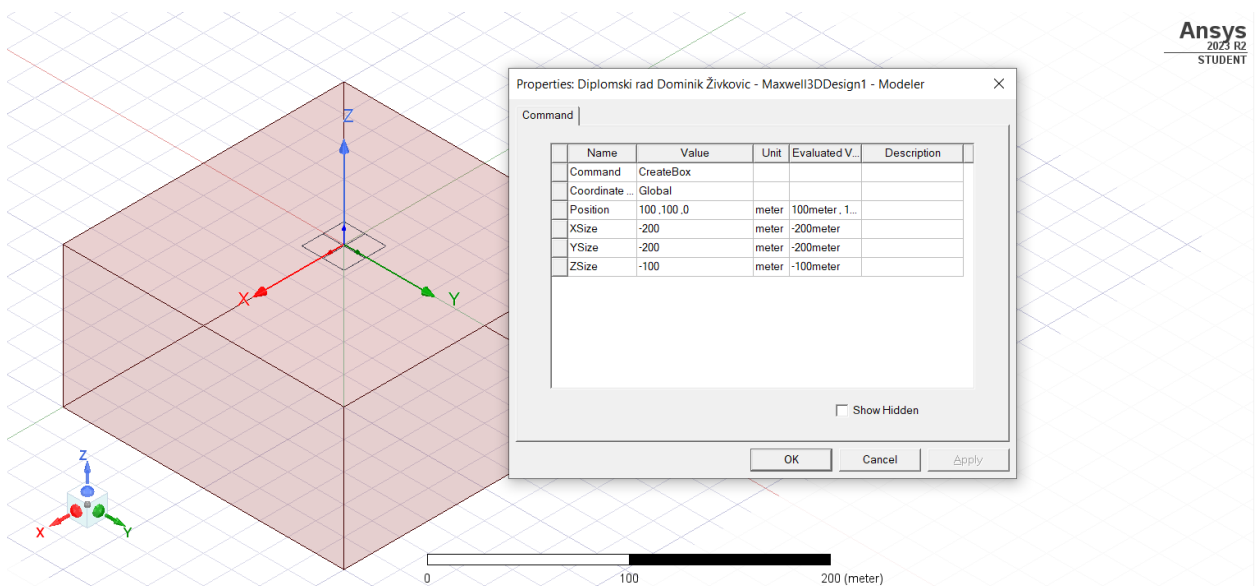 Ansys
2023 R2
STUDENT
Properties: Diplomski rad Dominik Živkovic - Maxwell3DDesign1 - Modeler
Command
Name Value Unit Evaluated V... Description
Command CreateBox
Coordinate ... Global
Position 100 ,100 ,0 meter 100meter , 1...
XSize -200 meter -200meter
YSize -200 meter -200meter
ZSize -100 meter -100meter
Show Hidden
OK Cancel Apply
Z
X Y
Z
X Y
0 100 200 (meter)